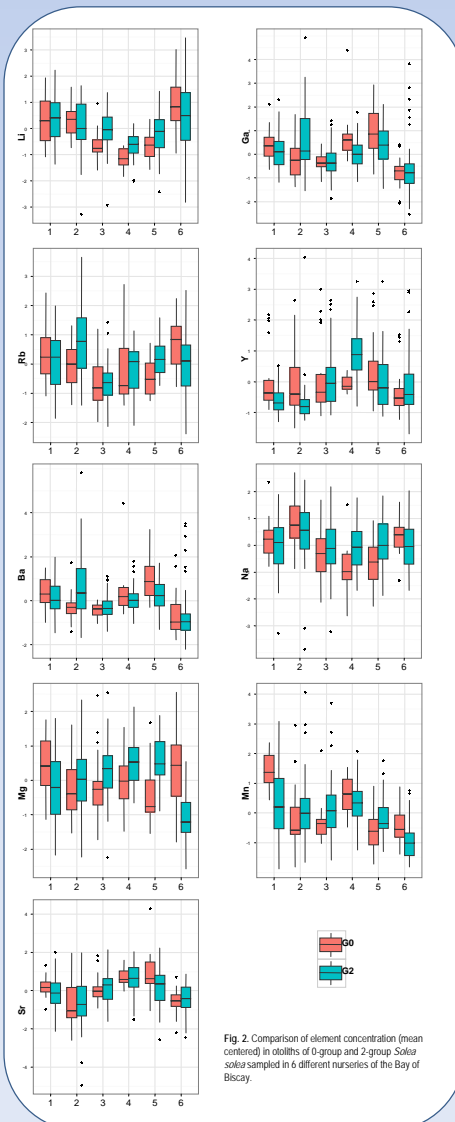 Li
3
2
1
0
-1
-2
-3
1 2 3 4 5 6
Ga
4
2
0
-2
1 2 3 4 5 6
Rb
3
2
1
0
-1
-2
1 2 3 4 5 6
Y
4
3
2
1
0
-1
1 2 3 4 5 6
Ba
4
2
0
-2
1 2 3 4 5 6
Na
2
1
0
-1
-2
-3
1 2 3 4 5 6
Mg
2
1
0
-1
-2
1 2 3 4 5 6
Mn
4
3
2
1
0
-1
1 2 3 4 5 6
Sr
4
2
0
-2
-4
1 2 3 4 5 6
G0
G2
Fig. 2. Comparison of element concentration (mean
centered) in otoliths of 0-group and 2-group Solea
solea sampled in 6 different nurseries of the Bay of
Biscay.